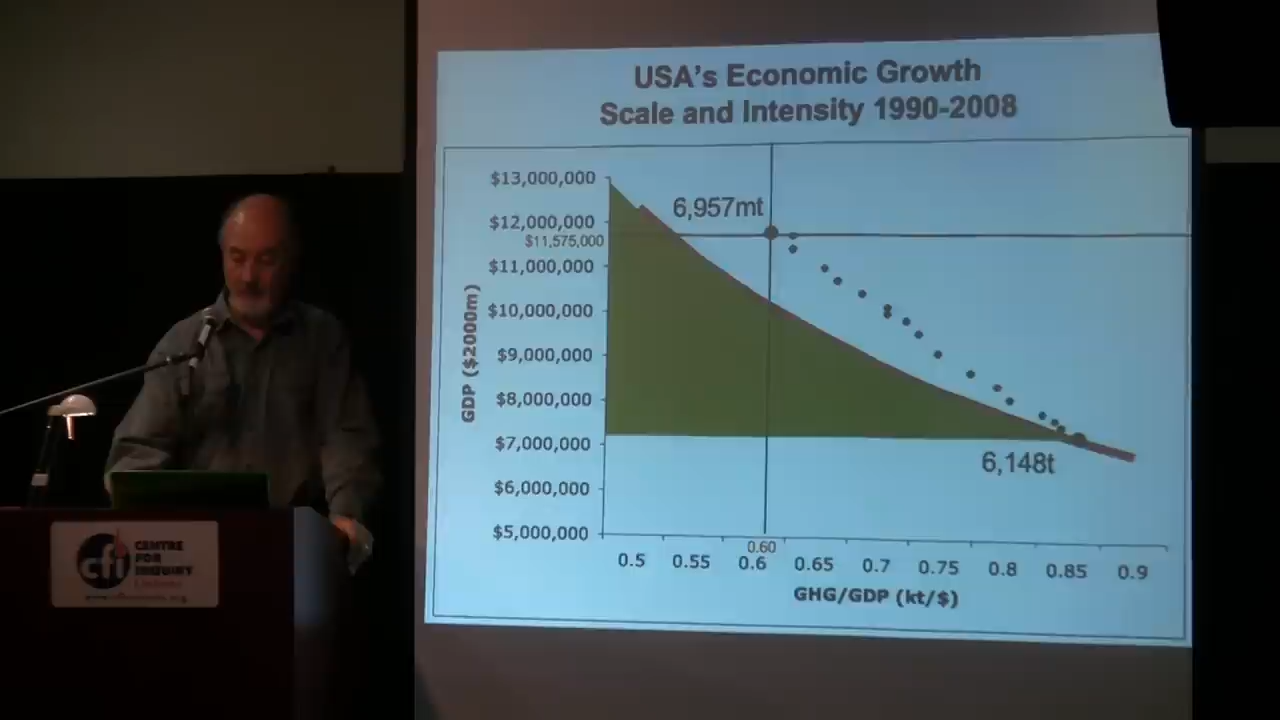 USA's Economic Growth
Scale and Intensity 1990-2008
$13,000,000
6,957mt
$12,000,000
$11,575,000
$11,000,000
$10,000,000
$9,000,000
$8,000,000
$7,000,000
$6,000,000
$5,000,000
GDP ($2000m)
6,148t
0.60
0.5 0.55 0.6 0.65 0.7 0.75 0.8 0.85 0.9
GHG/GDP (kt/$)
cfi
CENTRE
FOR
INQUIRY